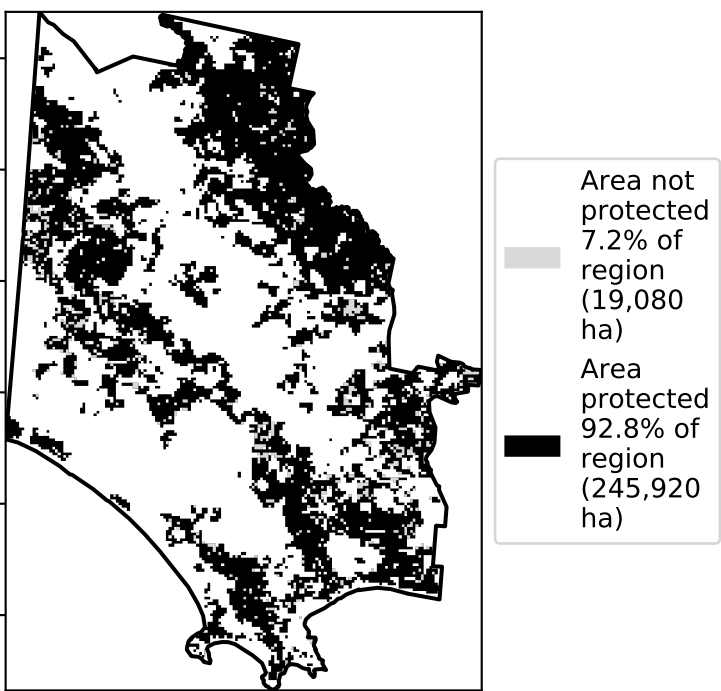 Area not
protected
7.2% of
region
(19,080
ha)
Area
protected
92.8% of
region
(245,920
ha)